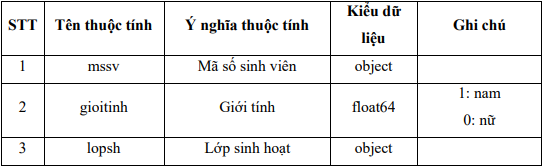 STT Tên thuộc tính Ý nghĩa thuộc tính Kiểu dữ liệu Ghi chú
1 mssv Mã số sinh viên object
2 gioitinh Giới tính float64 1: nam
0: nữ
3 lopsh Lớp sinh hoạt object